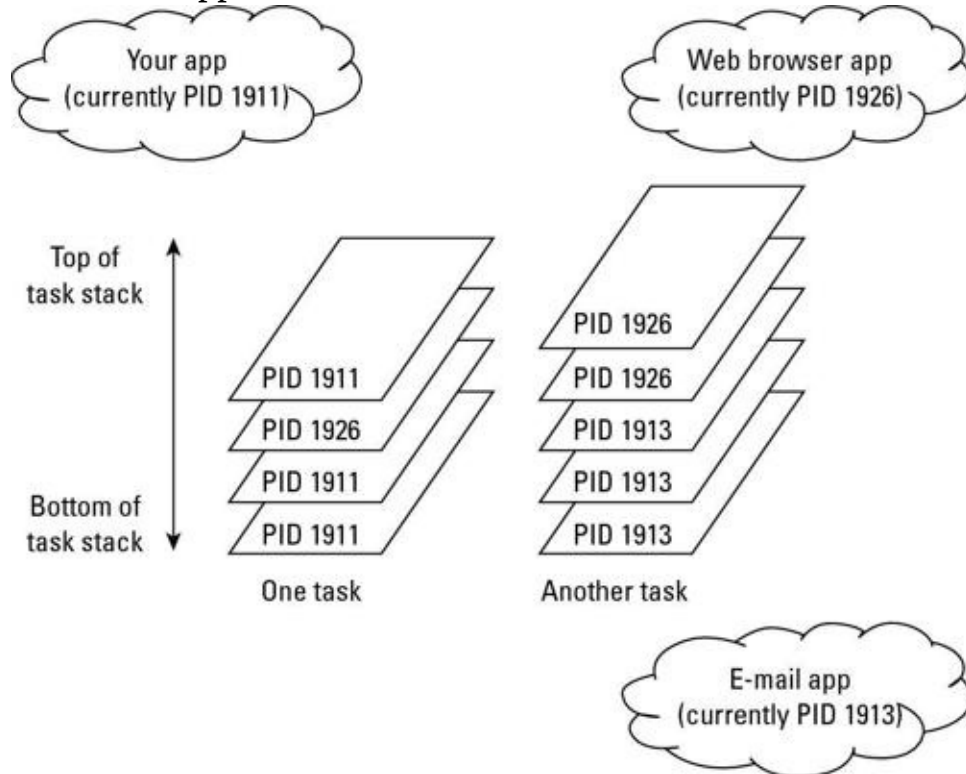 Your app
(currently PID 1911)
Web browser app
(currently PID 1926)
Top of
task stack
Bottom of
task stack
PID 1911
PID 1926
PID 1911
PID 1911
One task
PID 1926
PID 1926
PID 1913
PID 1913
PID 1913
Another task
E-mail app
(currently PID 1913)